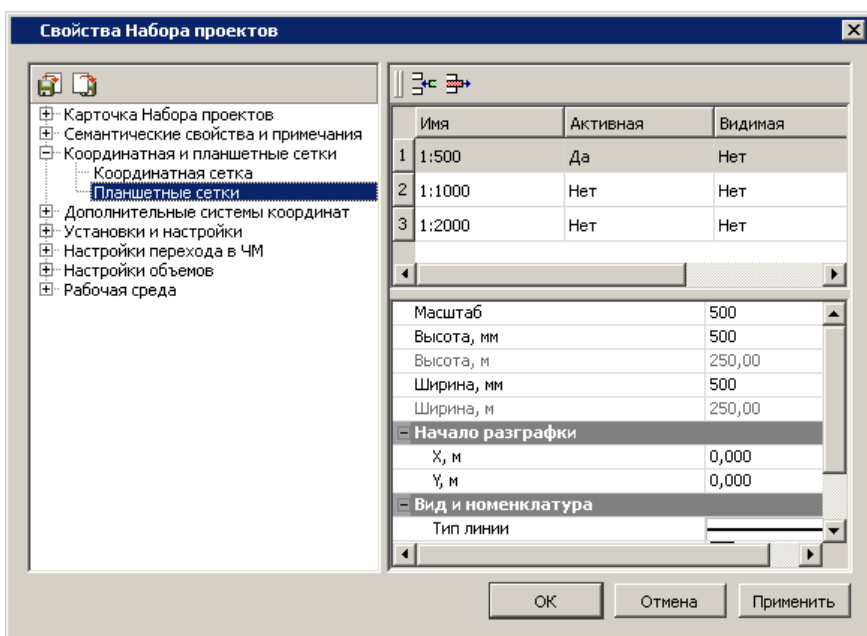 Свойства Набора проектов
Карточка Набора проектов
Семантические свойства и примечания
Координатная и планшетные сетки
Координатная сетка
Планшетные сетки
Дополнительные системы координат
Установки и настройки
Настройки перехода в ЧМ
Настройки объемов
Рабочая среда
Имя Активная Видимая
1 1:500 Да Нет
2 1:1000 Нет Нет
3 1:2000 Нет Нет
Масштаб 500
Высота, мм 500
Высота, м 250,00
Ширина, мм 500
Ширина, м 250,00
Начало разграфки
X, м 0,000
Y, м 0,000
Вид и номенклатура
Тип линии
ОК Отмена Применить